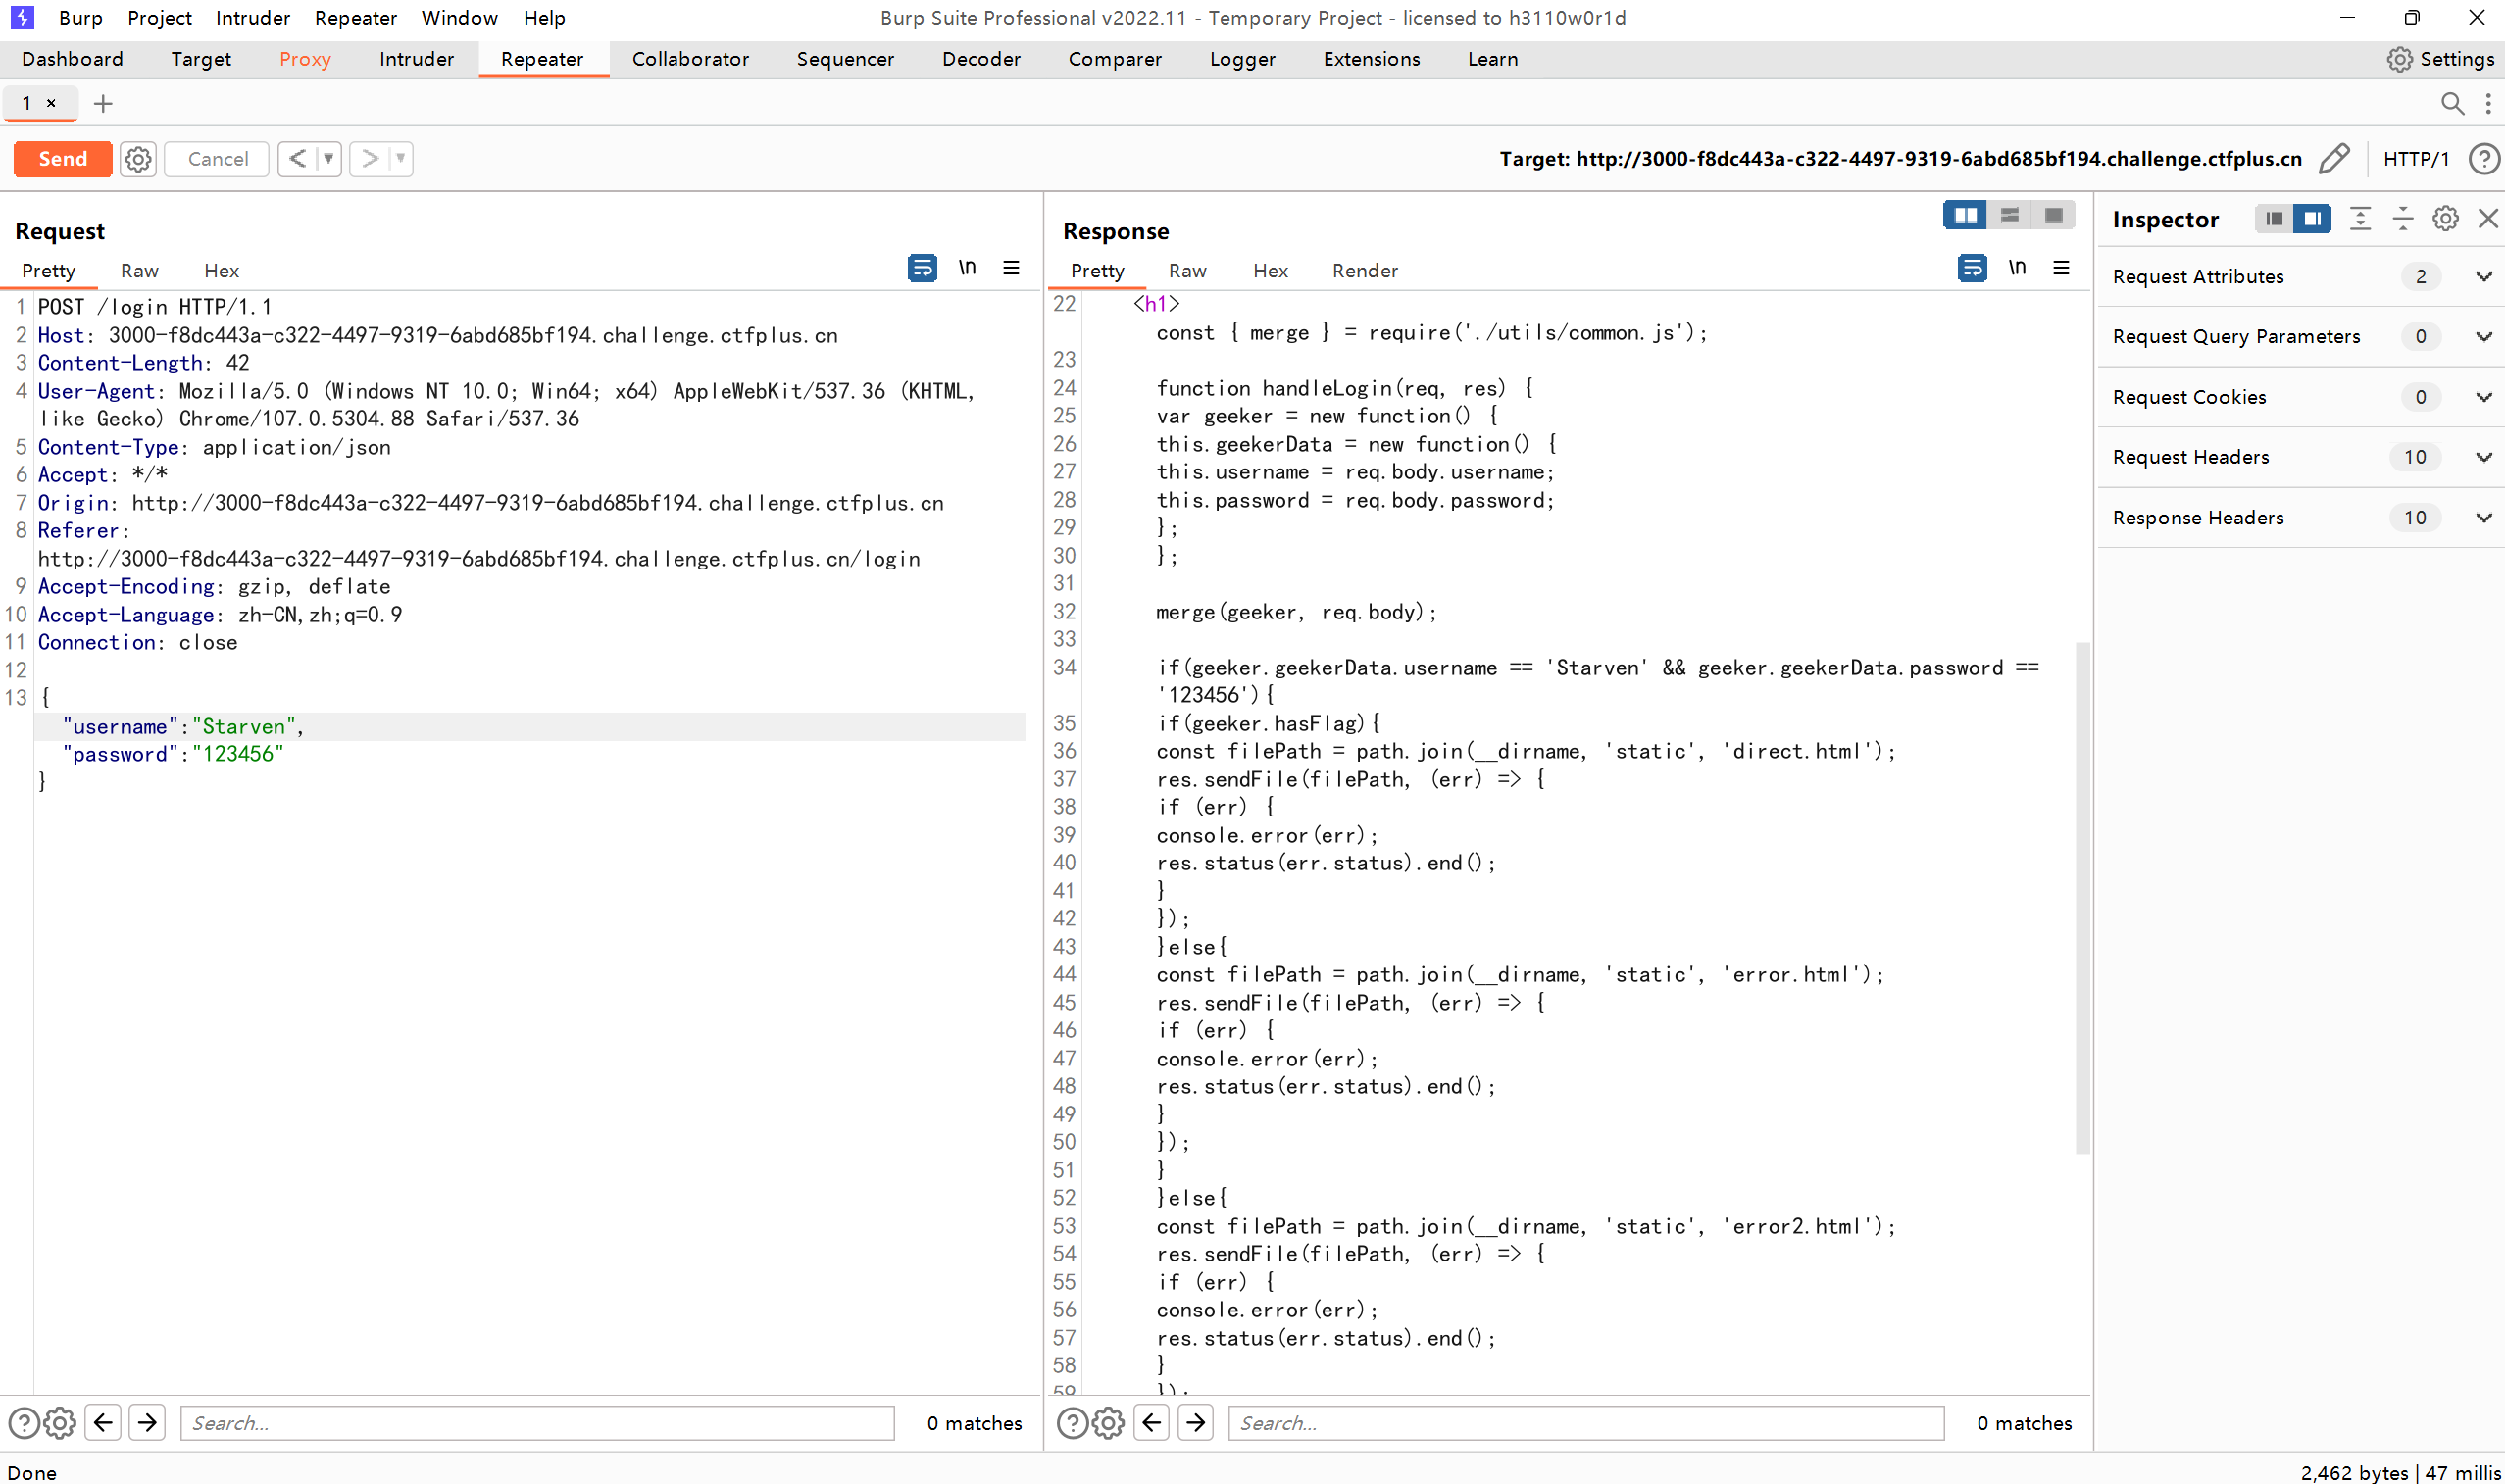 Burp Project Intruder Repeater Window Help Burp Suite Professional v2022.11 - Temporary Project - licensed to h3110w0r1d
Dashboard Target Proxy Intruder Repeater Collaborator Sequencer Decoder Comparer Logger Extensions Learn Settings
1 ×
Send Cancel Target: http://3000-f8dc443a-c322-4497-9319-6abd685bf194.challenge.ctfplus.cn HTTP/1
Request
Pretty Raw Hex \n
1 POST /login HTTP/1.1
2 Host: 3000-f8dc443a-c322-4497-9319-6abd685bf194.challenge.ctfplus.cn
3 Content-Length: 42
4 User-Agent: Mozilla/5.0 (Windows NT 10.0; Win64; x64) AppleWebKit/537.36 (KHTML,
like Gecko) Chrome/107.0.5304.88 Safari/537.36
5 Content-Type: application/json
6 Accept: */*
7 Origin: http://3000-f8dc443a-c322-4497-9319-6abd685bf194.challenge.ctfplus.cn
8 Referer:
http://3000-f8dc443a-c322-4497-9319-6abd685bf194.challenge.ctfplus.cn/login
9 Accept-Encoding: gzip, deflate
10 Accept-Language: zh-CN,zh;q=0.9
11 Connection: close
12
13 {
"username":"Starven",
"password":"123456"
}
Search... 0 matches
Response
Pretty Raw Hex Render \n
22 <h1>
const { merge } = require('./utils/common.js');
23
24 function handleLogin(req, res) {
25 var geeker = new function() {
26 this.geekerData = new function() {
27 this.username = req.body.username;
28 this.password = req.body.password;
29 };
30 };
31
32 merge(geeker, req.body);
33
34 if(geeker.geekerData.username == 'Starven' && geeker.geekerData.password ==
'123456'){
35 if(geeker.hasFlag){
36 const filePath = path.join(__dirname, 'static', 'direct.html');
37 res.sendFile(filePath, (err) => {
38 if (err) {
39 console.error(err);
40 res.status(err.status).end();
41 }
42 });
43 }else{
44 const filePath = path.join(__dirname, 'static', 'error.html');
45 res.sendFile(filePath, (err) => {
46 if (err) {
47 console.error(err);
48 res.status(err.status).end();
49 }
50 });
51 }
52 }else{
53 const filePath = path.join(__dirname, 'static', 'error2.html');
54 res.sendFile(filePath, (err) => {
55 if (err) {
56 console.error(err);
57 res.status(err.status).end();
58 }
59 });
Search... 0 matches
Inspector
Request Attributes 2
Request Query Parameters 0
Request Cookies 0
Request Headers 10
Response Headers 10
Done 2,462 bytes | 47 millis